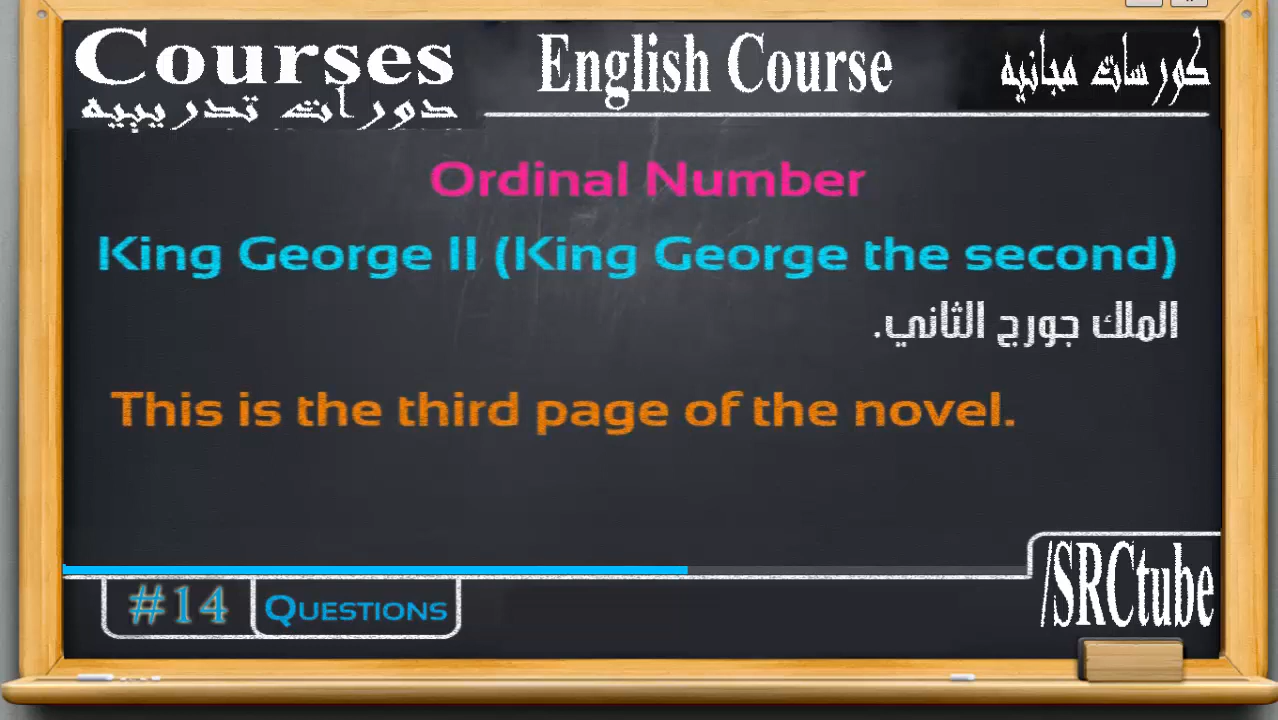 Courses
دورات تدريبيه
English Course
كورسات مجانيه
Ordinal Number
King George II (King George the second)
الملك جورج الثاني.
This is the third page of the novel.
#14
QUESTIONS
/SRCtube